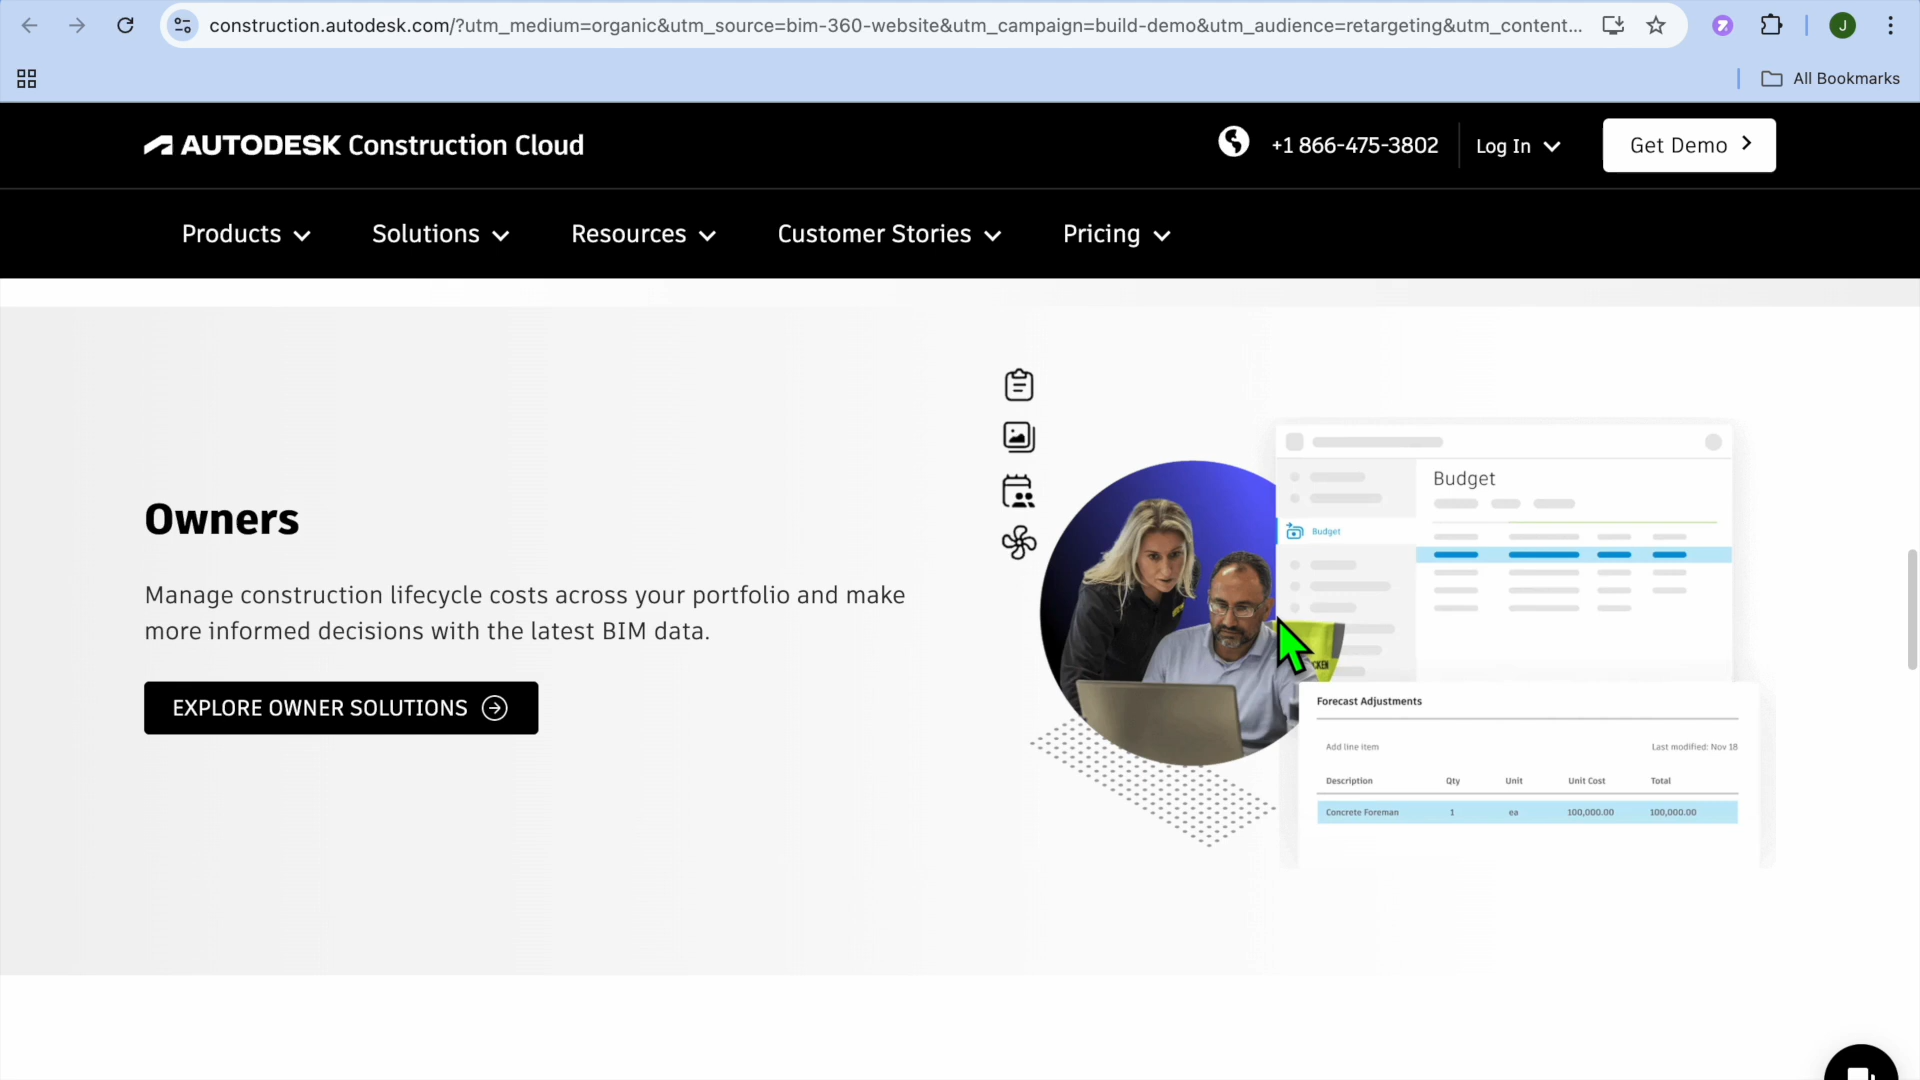 construction.autodesk.com/?utm_medium=organic&utm_source=bim-360-website&utm_campaign=build-demo&utm_audience=retargeting&utm_content...
J
All Bookmarks
AUTODESK Construction Cloud
+1 866-475-3802
Log In
Get Demo
Products
Solutions
Resources
Customer Stories
Pricing
Owners
Manage construction lifecycle costs across your portfolio and make
more informed decisions with the latest BIM data.
EXPLORE OWNER SOLUTIONS
Budget
Budget
Forecast Adjustments
Add line item Last modified: Nov 18
Description Qty Unit Unit Cost Total
Concrete Foreman 1 ea 100,000.00 100,000.00